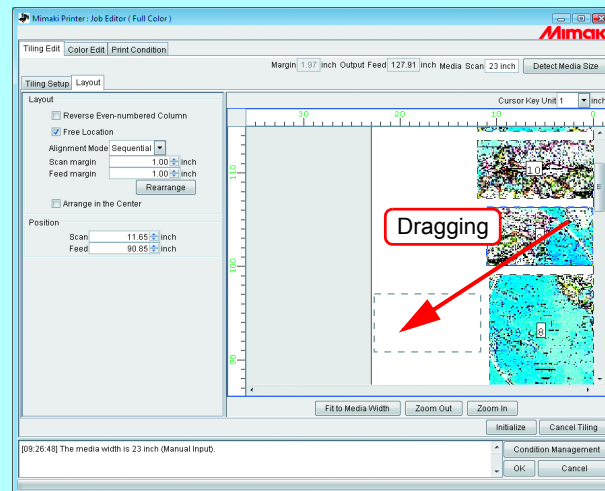 Mimaki Printer : Job Editor ( Full Color )
Mimaki
Tiling Edit Color Edit Print Condition
Margin 1.97 inch Output Feed 127.91 inch Media Scan 23 inch Detect Media Size
Tiling Setup Layout
Layout
Cursor Key Unit 1 inch
Reverse Even-numbered Column
Free Location
Alignment Mode Sequential
Scan margin 1.00 inch
Feed margin 1.00 inch
Rearrange
Arrange in the Center
Position
Scan 11.65 inch
Feed 90.85 inch
30 20 10 0
110
100
90
10
Dragging
8
Fit to Media Width Zoom Out Zoom In
Initialize Cancel Tiling
[09:26:48] The media width is 23 inch (Manual Input).
Condition Management
OK Cancel